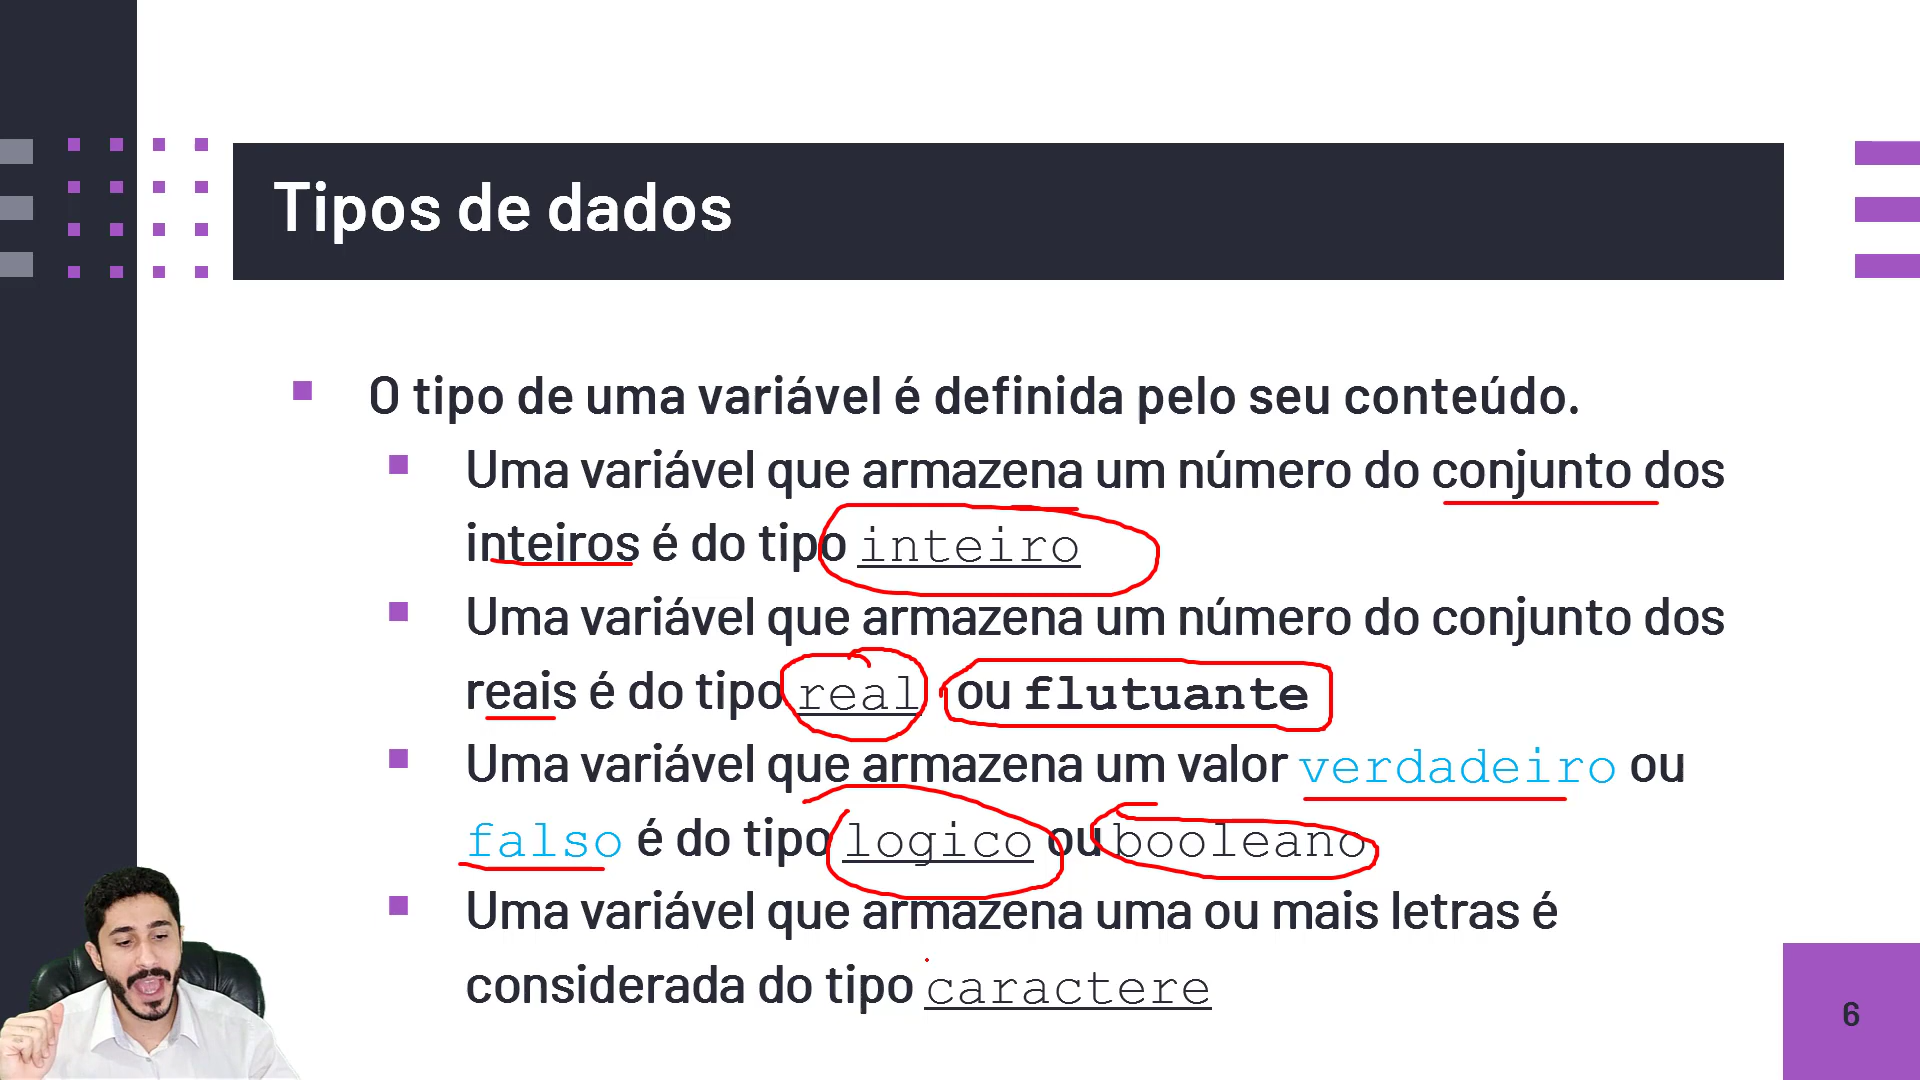 Tipos de dados
O tipo de uma variável é definida pelo seu conteúdo.
Uma variável que armazena um número do conjunto dos
inteiros é do tipo inteiro
Uma variável que armazena um número do conjunto dos
reais é do tipo real ou flutuante
Uma variável que armazena um valor verdadeiro ou
falso é do tipo logico ou booleano
Uma variável que armazena uma ou mais letras é
considerada do tipo caractere
6